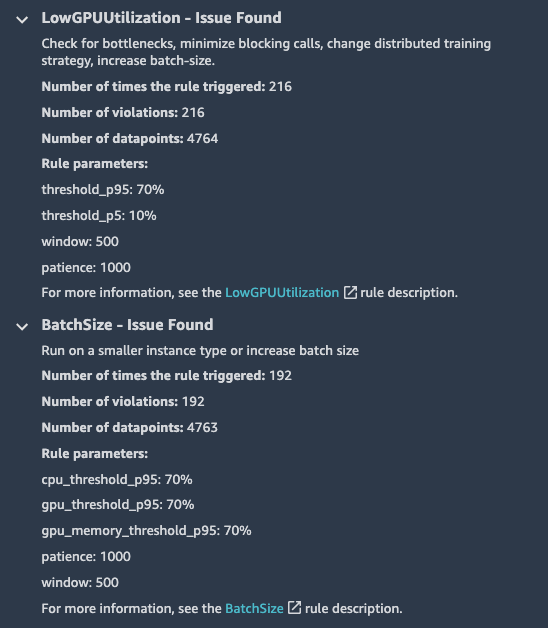 LowGPUUtilization - Issue Found
Check for bottlenecks, minimize blocking calls, change distributed training
strategy, increase batch-size.
Number of times the rule triggered: 216
Number of violations: 216
Number of datapoints: 4764
Rule parameters:
threshold_p95: 70%
threshold_p5: 10%
window: 500
patience: 1000
For more information, see the LowGPUUtilization rule description.
BatchSize - Issue Found
Run on a smaller instance type or increase batch size
Number of times the rule triggered: 192
Number of violations: 192
Number of datapoints: 4763
Rule parameters:
cpu_threshold_p95: 70%
gpu_threshold_p95: 70%
gpu_memory_threshold_p95: 70%
patience: 1000
window: 500
For more information, see the BatchSize rule description.